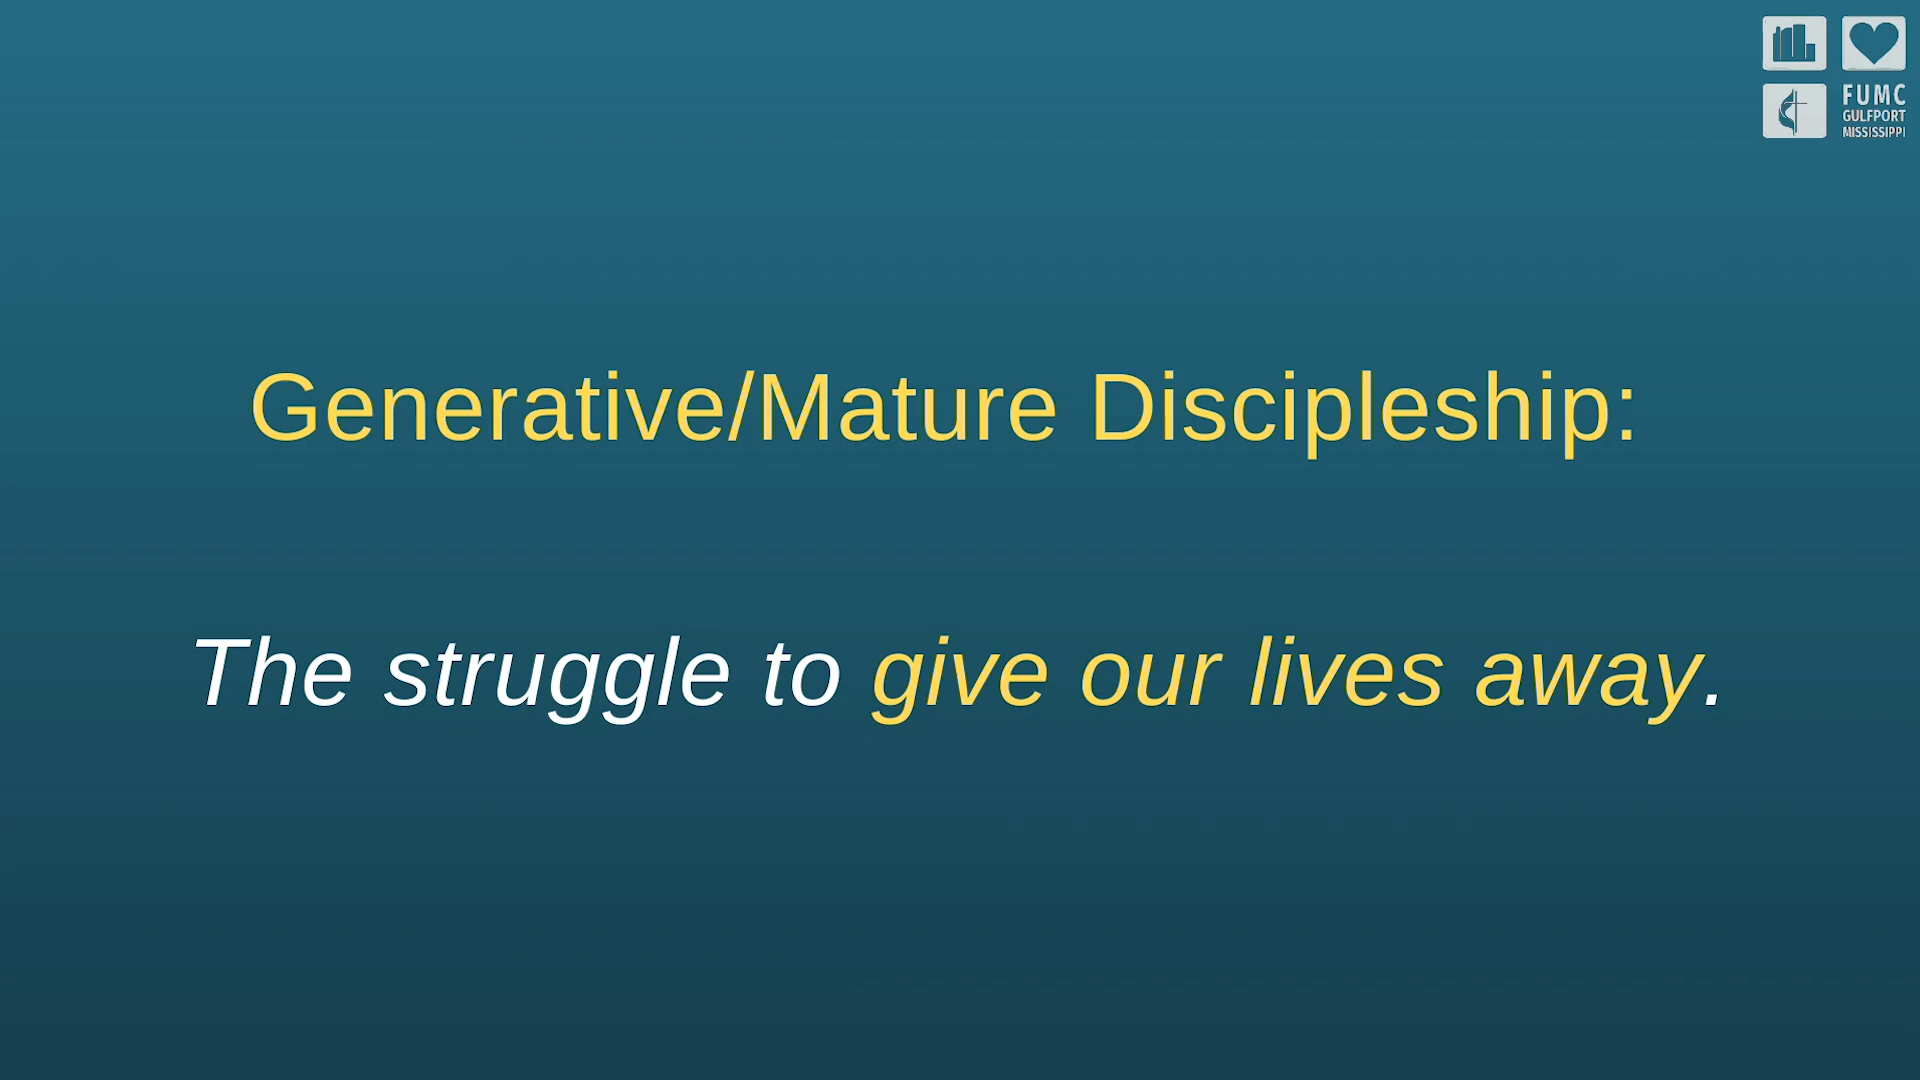 FUMC
GULFPORT
MISSISSIPPI
Generative/Mature Discipleship:
The struggle to give our lives away.